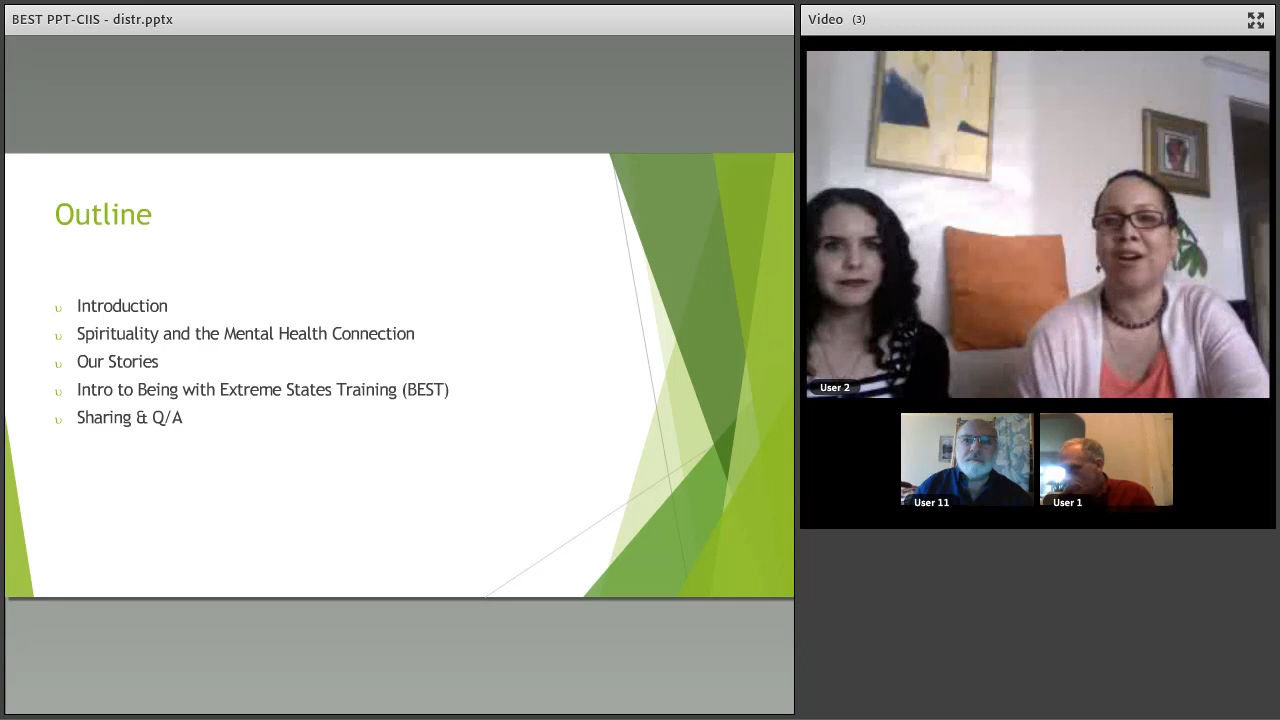 BEST PPT-CIIS - distr.pptx
Video (3)
Outline
υ Introduction
υ Spirituality and the Mental Health Connection
υ Our Stories
υ Intro to Being with Extreme States Training (BEST)
υ Sharing & Q/A
User 2
User 11
User 1